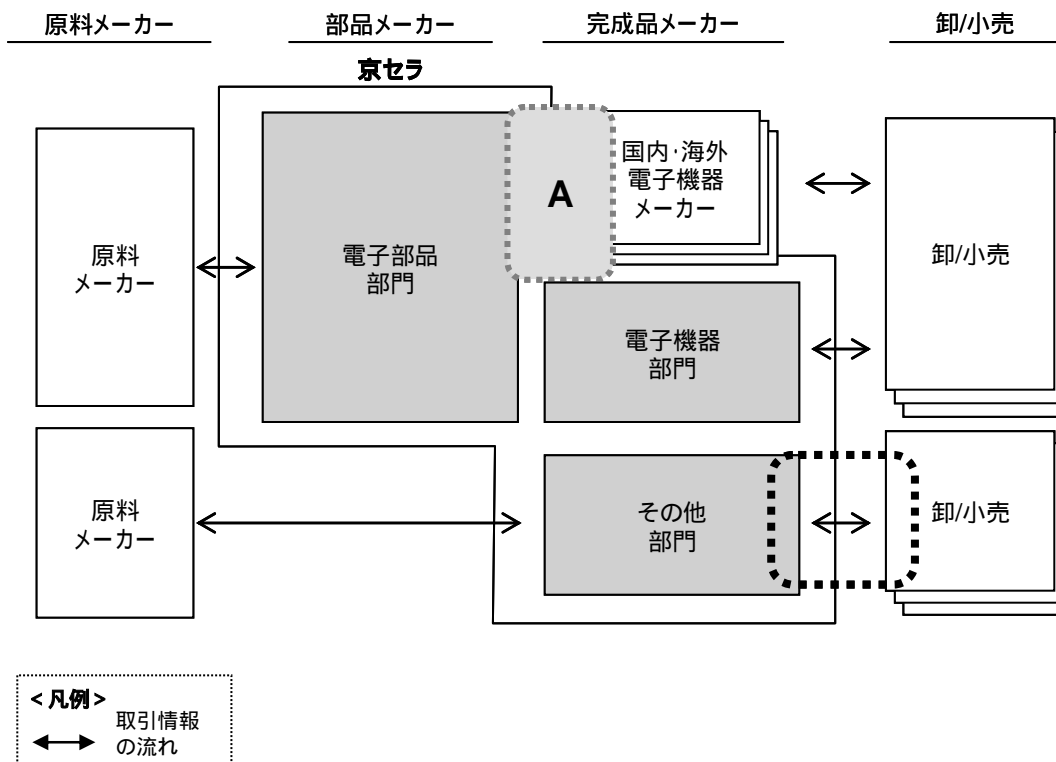 原料メーカー
部品メーカー
完成品メーカー
卸/小売
京セラ
原料
メーカー
電子部品
部門
A
国内・海外
電子機器
メーカー
卸/小売
電子機器
部門
原料
メーカー
その他
部門
卸/小売
<凡例>
取引情報
の流れ